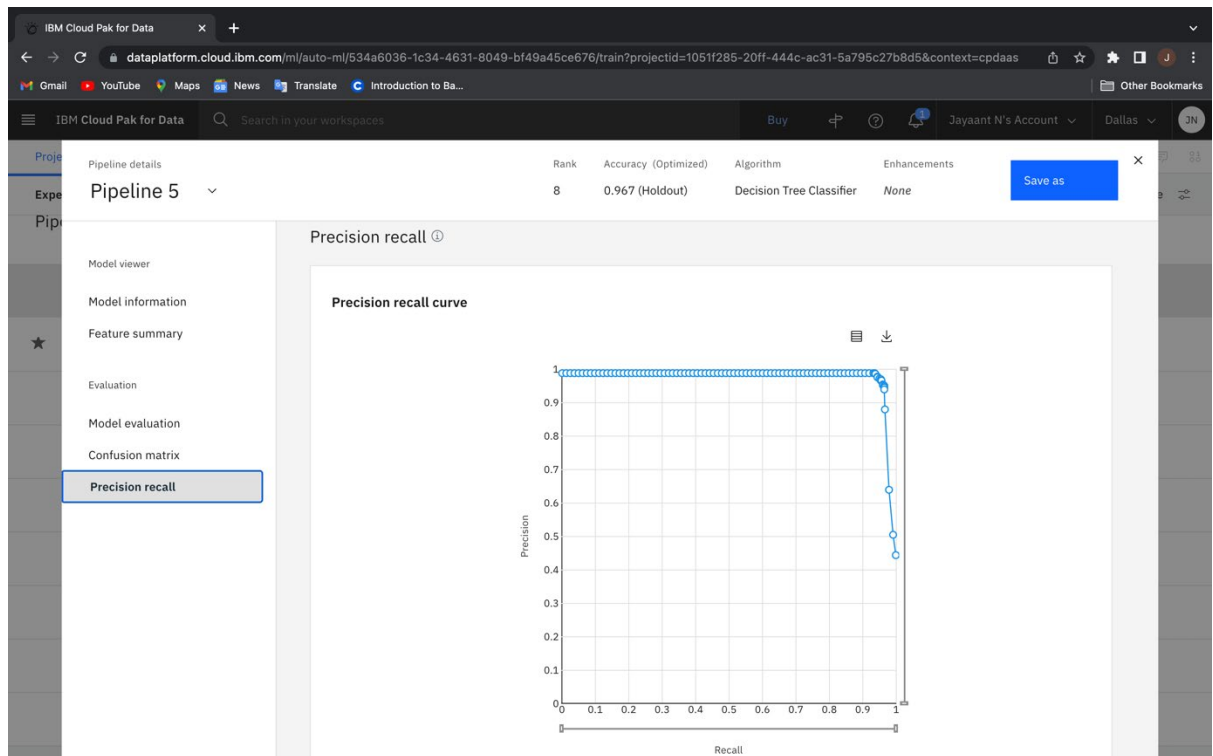 IBM Cloud Pak for Data
dataplatform.cloud.ibm.com/ml/auto-ml/534a6036-1c34-4631-8049-bf49a45ce676/train?projectid=1051f285-20ff-444c-ac31-5a795c27b8d5&context=cpdaas
J
Gmail YouTube Maps News Translate Introduction to Ba... Other Bookmarks
IBM Cloud Pak for Data Search in your workspaces Buy 1 Jayaant N's Account Dallas JN
Proje
Expe
Pipe
Pipeline details Rank Accuracy (Optimized) Algorithm Enhancements
Pipeline 5 8 0.967 (Holdout) Decision Tree Classifier None Save as
Model viewer
Model information
Feature summary
Evaluation
Model evaluation
Confusion matrix
Precision recall
Precision recall
Precision recall curve
1
0.9
0.8
0.7
0.6
0.5
0.4
0.3
0.2
0.1
0
Precision
0 0.1 0.2 0.3 0.4 0.5 0.6 0.7 0.8 0.9 1
Recall